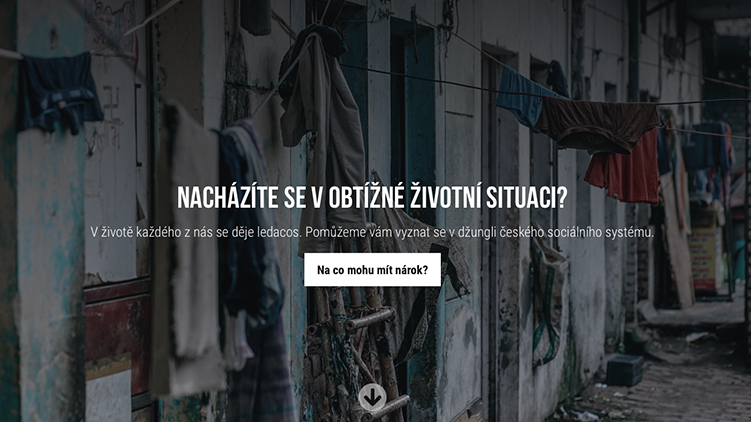 NACHÁZÍTE SE V OBTÍŽNÉ ŽIVOTNÍ SITUACI?
V životě každého z nás se děje ledacos. Pomůžeme vám vyznat se v džungli českého sociálního systému.
Na co mohu mít nárok?